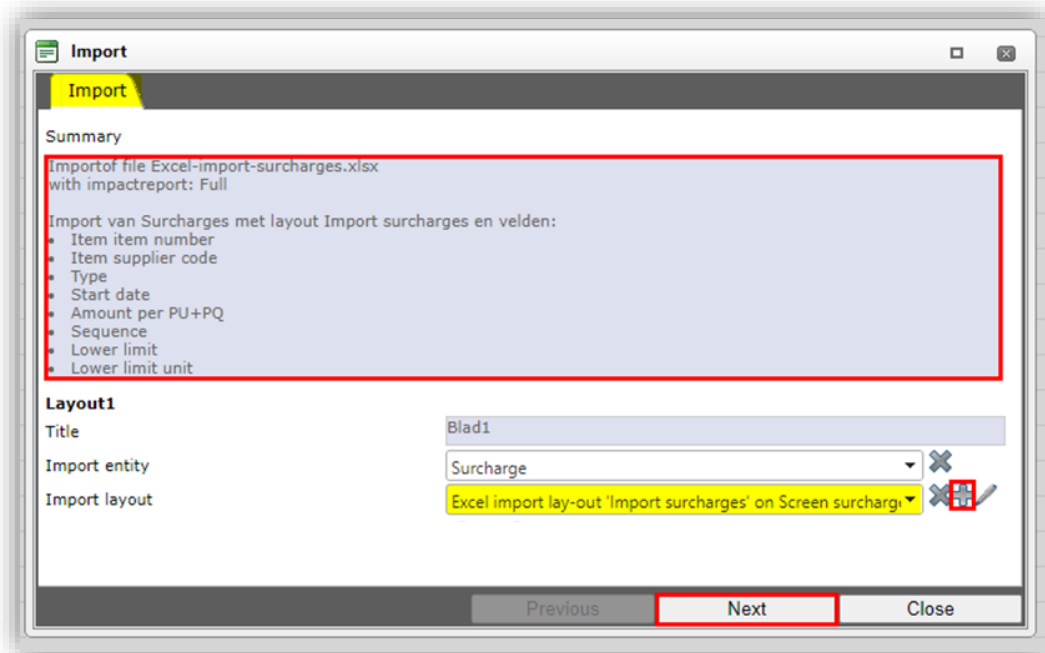 Import
Import
Summary
Importof file Excel-import-surcharges.xlsx
with impactreport: Full
Import van Surcharges met layout Import surcharges en velden:
• Item item number
• Item supplier code
• Type
• Start date
• Amount per PU+PQ
• Sequence
• Lower limit
• Lower limit unit
Layout1
Title Blad1
Import entity Surcharge
Import layout Excel import lay-out 'Import surcharges' on Screen surcharg
Previous Next Close